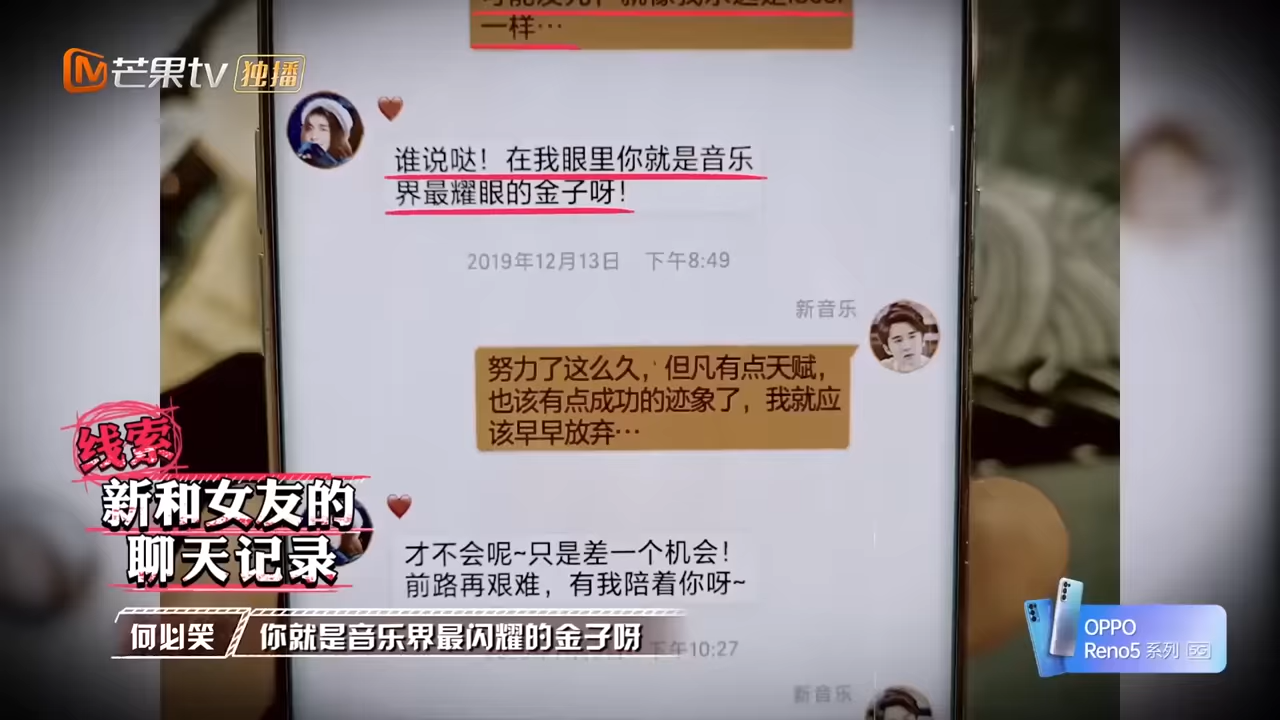 一样…
芒果tv 独播
谁说哒！在我眼里你就是音乐
界最耀眼的金子呀！
2019年12月13日 下午8:49
新音乐
努力了这么久，但凡有点天赋，
也该有点成功的迹象了，我就应
该早早放弃…
线索
新和女友的
聊天记录
才不会呢~只是差一个机会！
前路再艰难，有我陪着你呀~
何必笑 你就是音乐界最闪耀的金子呀
下午10:27
OPPO
Reno5 系列 5G
新音乐